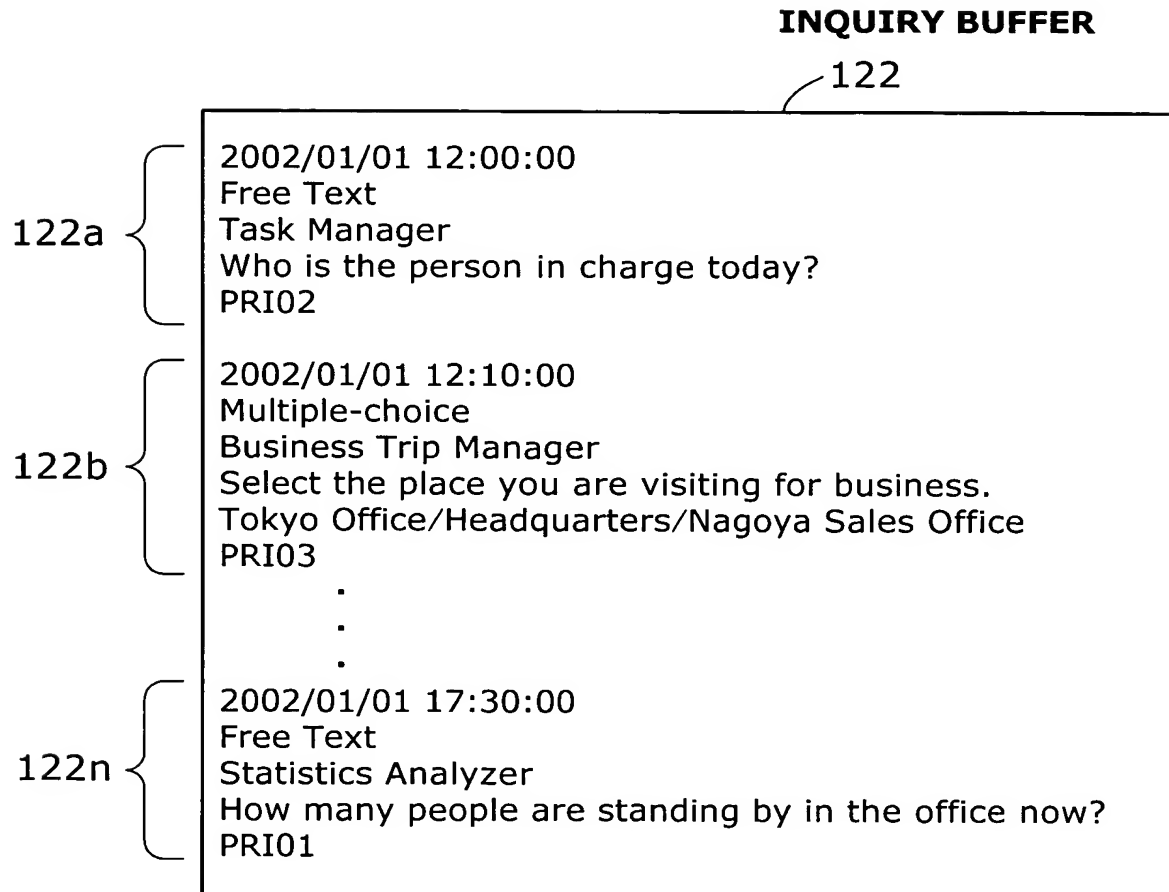 INQUIRY BUFFER
122
122a
2002/01/01 12:00:00
Free Text
Task Manager
Who is the person in charge today?
PRI02
122b
2002/01/01 12:10:00
Multiple-choice
Business Trip Manager
Select the place you are visiting for business.
Tokyo Office/Headquarters/Nagoya Sales Office
PRI03
.
.
.
122n
2002/01/01 17:30:00
Free Text
Statistics Analyzer
How many people are standing by in the office now?
PRI01